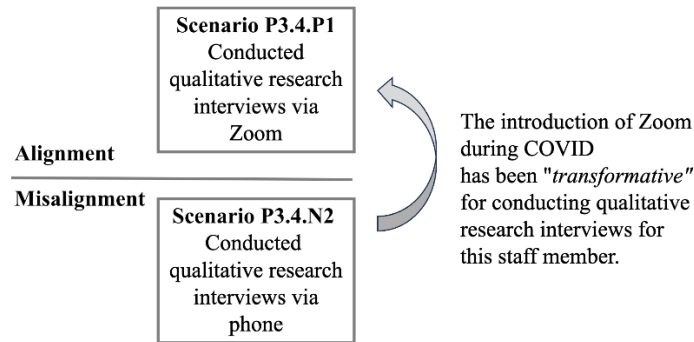 Scenario P3.4.P1
Conducted
qualitative research
interviews via
Zoom
Alignment
Misalignment
Scenario P3.4.N2
Conducted
qualitative research
interviews via
phone
The introduction of Zoom
during COVID
has been "transformative"
for conducting qualitative
research interviews for
this staff member.